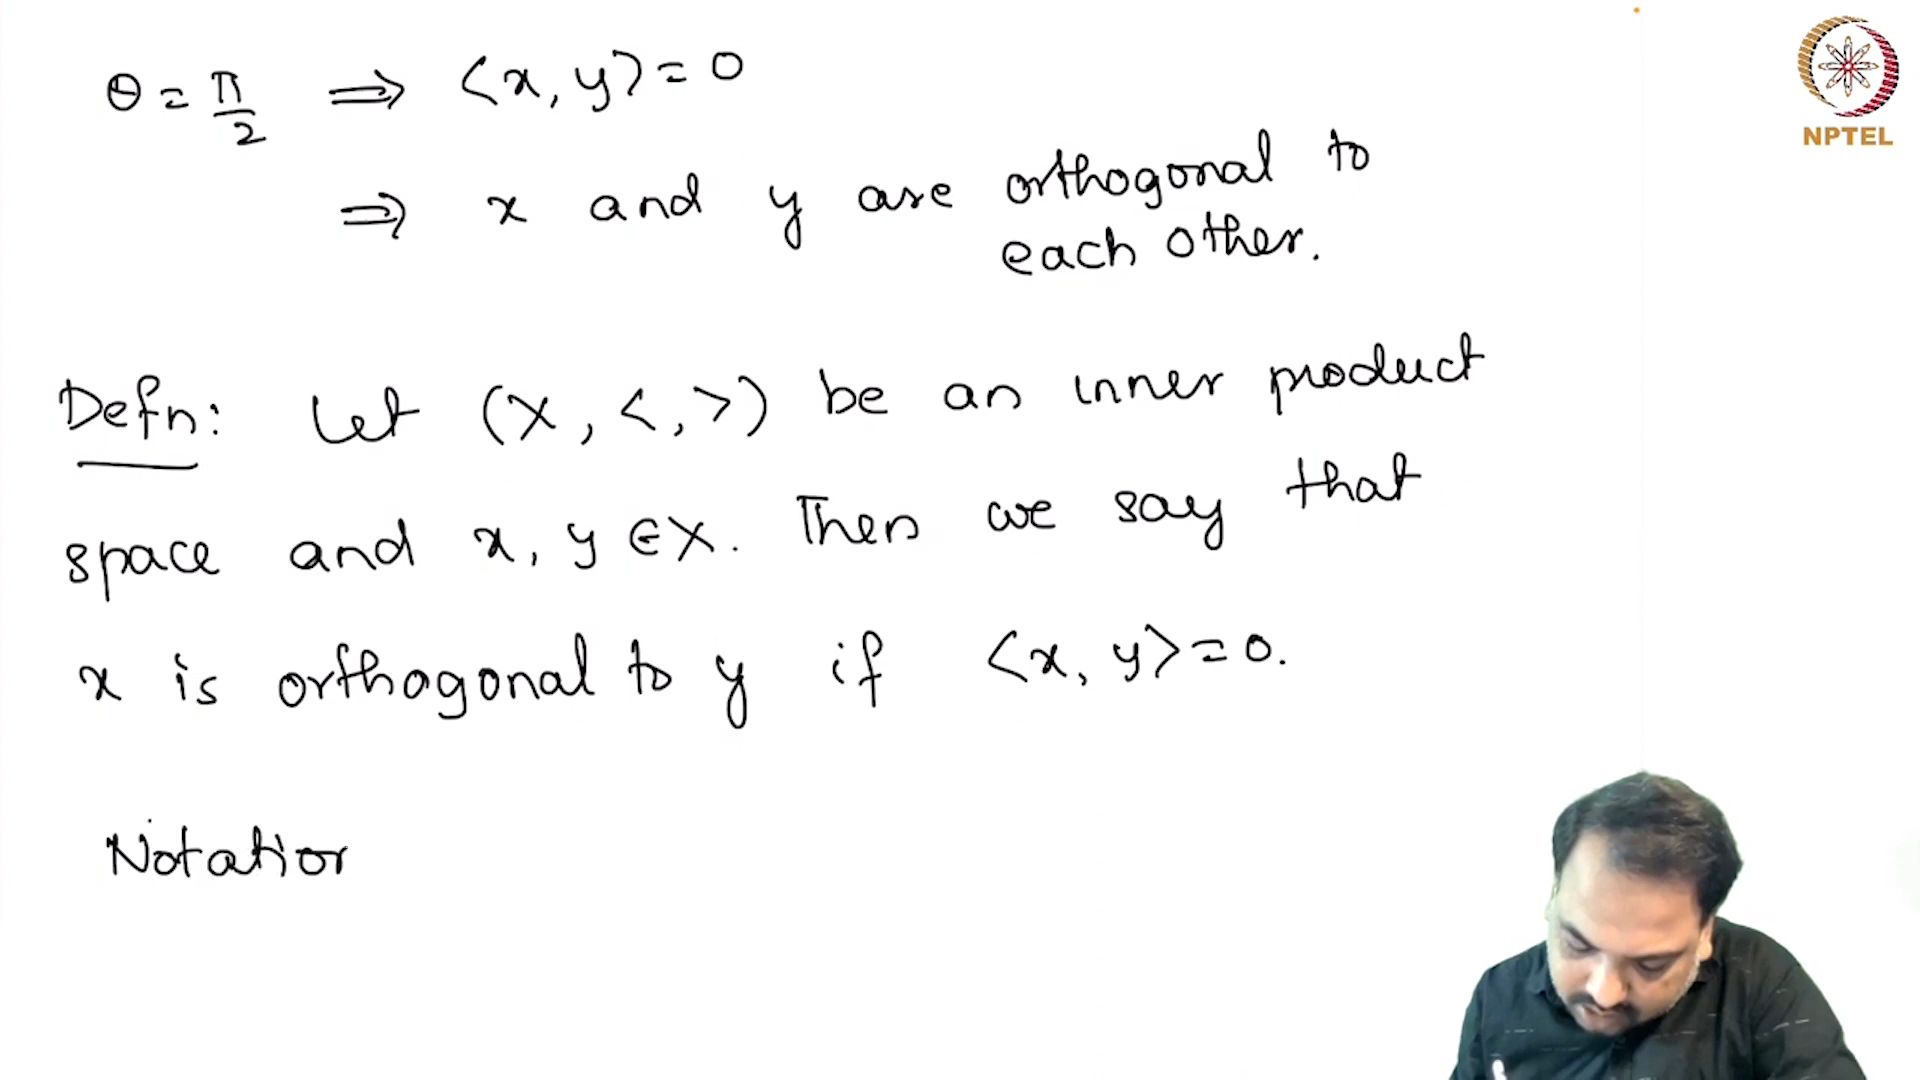 θ = π/2 ⟹ ⟨x, y⟩ = 0
⟹ x and y are orthogonal to
each other.
Defn: Let (X, <,>) be an inner product
space and x, y ∈ X. Then we say that
x is orthogonal to y if ⟨x, y⟩ = 0.
Notation
NPTEL